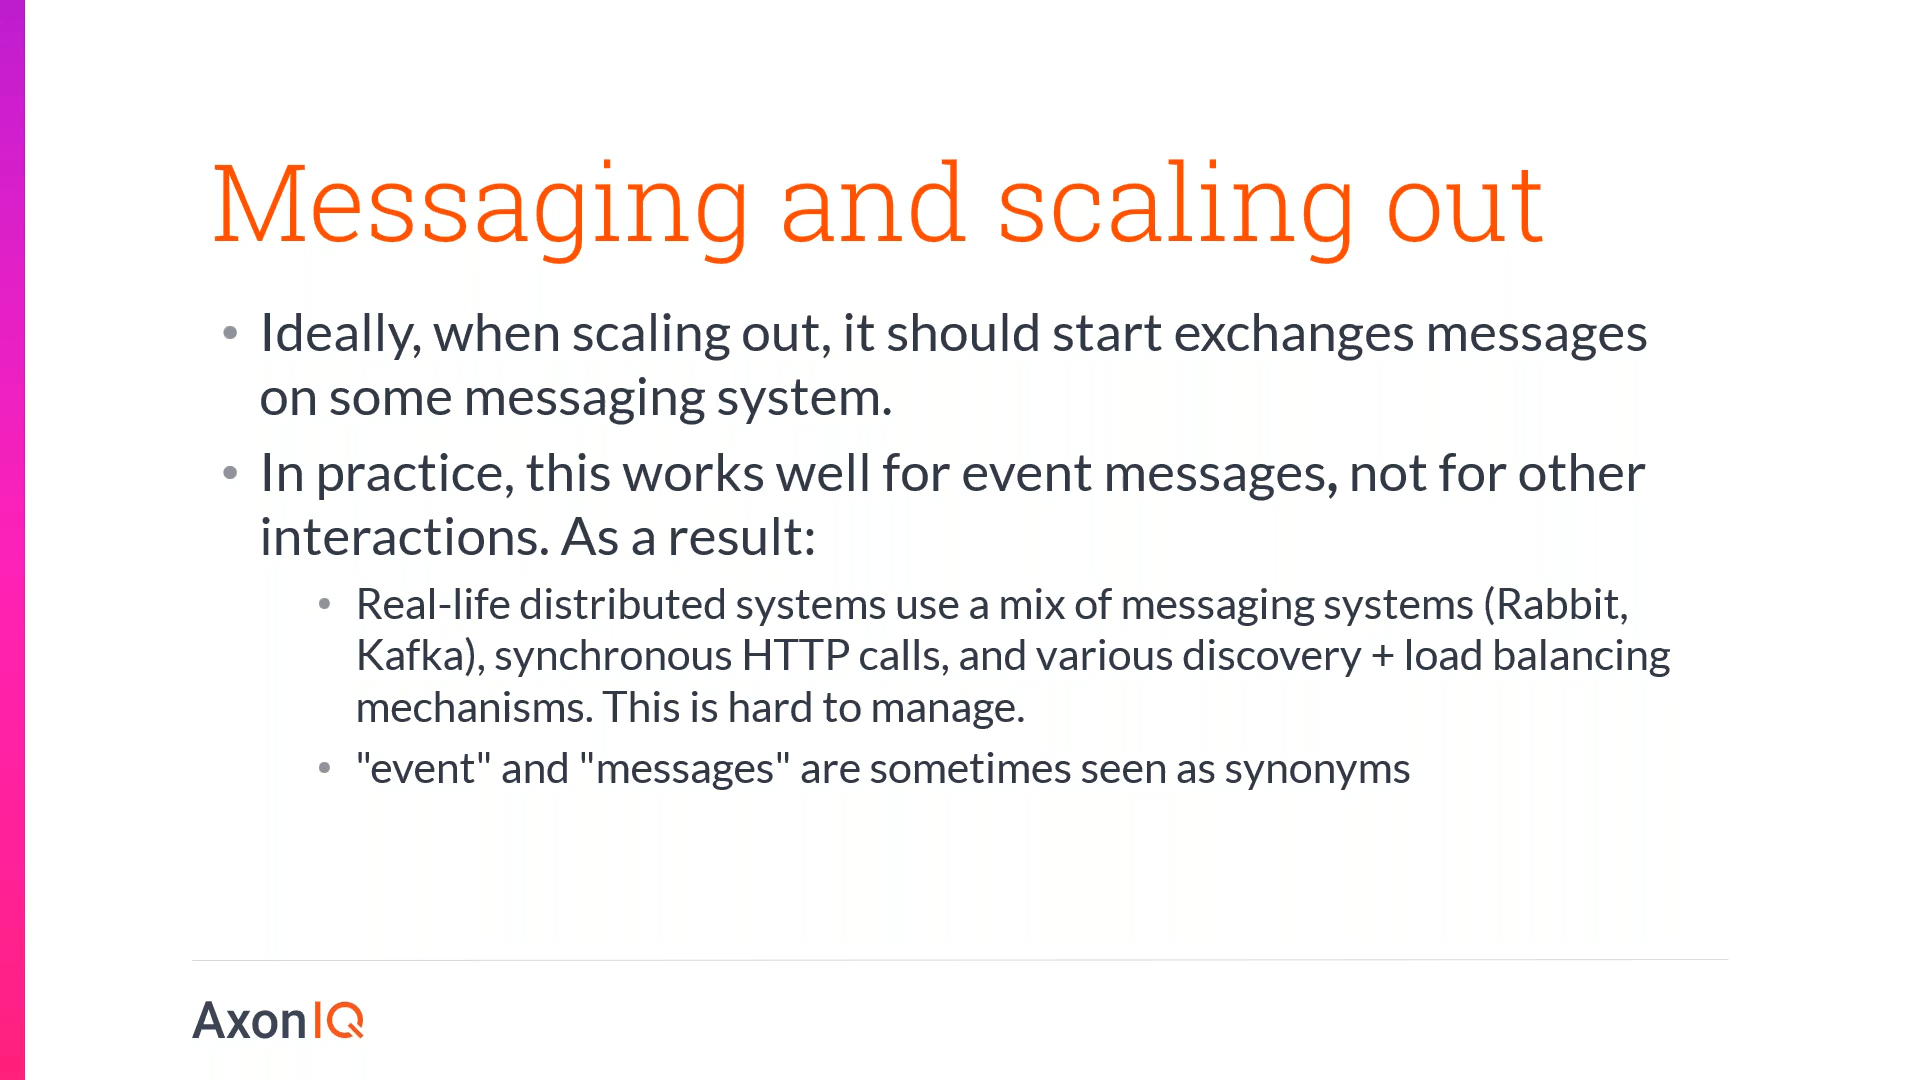 Messaging and scaling out
• Ideally, when scaling out, it should start exchanges messages
on some messaging system.
• In practice, this works well for event messages, not for other
interactions. As a result:
• Real-life distributed systems use a mix of messaging systems (Rabbit,
Kafka), synchronous HTTP calls, and various discovery + load balancing
mechanisms. This is hard to manage.
• "event" and "messages" are sometimes seen as synonyms
AxonIQ